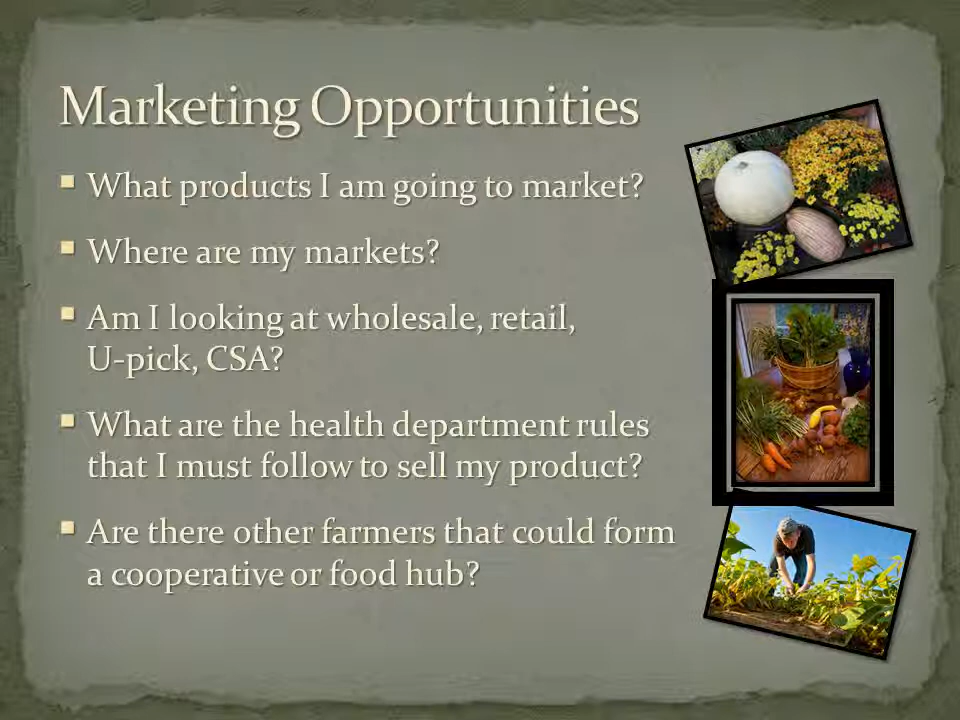 Marketing Opportunities
What products I am going to market?
Where are my markets?
Am I looking at wholesale, retail,
U-pick, CSA?
What are the health department rules
that I must follow to sell my product?
Are there other farmers that could form
a cooperative or food hub?